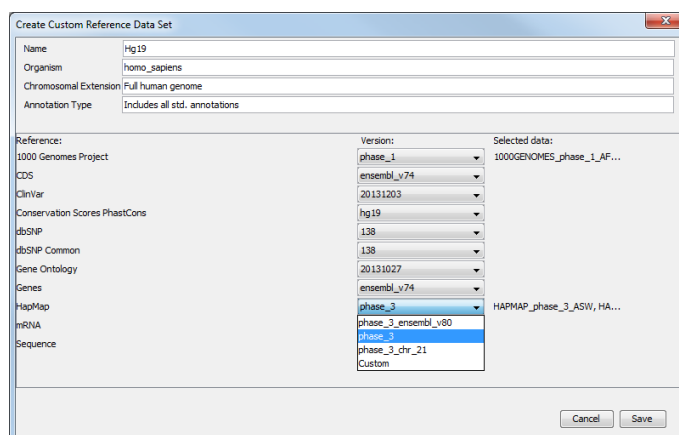 Create Custom Reference Data Set
Name Hg19
Organism homo_sapiens
Chromosomal Extension Full human genome
Annotation Type Includes all std. annotations
Reference: Version: Selected data:
1000 Genomes Project phase_1 1000GENOMES_phase_1_AF...
CDS ensembl_v74
ClinVar 20131203
Conservation Scores PhastCons hg19
dbSNP 138
dbSNP Common 138
Gene Ontology 20131027
Genes ensembl_v74
HapMap phase_3 HAPMAP_phase_3_ASW, HA...
mRNA phase_3_ensembl_v80
phase_3
Sequence phase_3_chr_21
Custom
Cancel Save